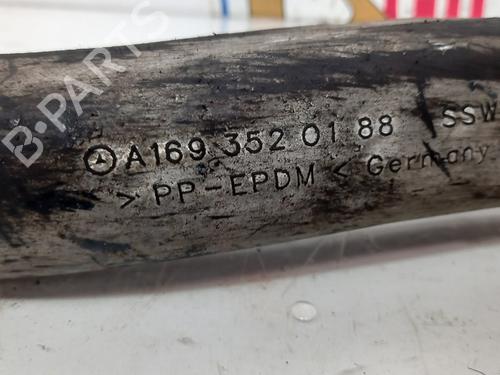 A169 352 01 88 SSW
> PP-EPDM < Germany
B-PARTS